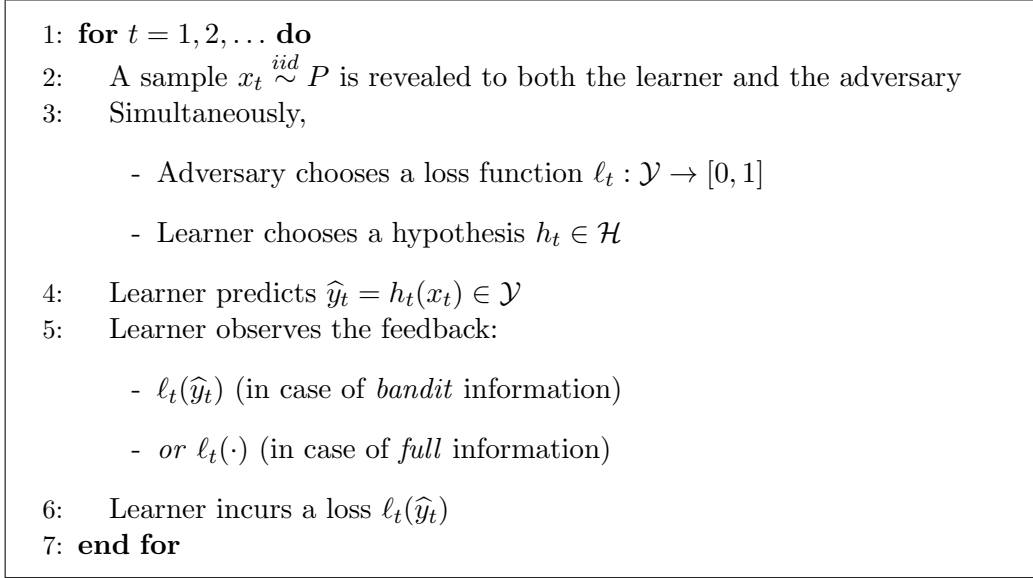 1: for t = 1, 2, … do
2: A sample x_t \overset{iid}{\sim} P is revealed to both the learner and the adversary
3: Simultaneously,
- Adversary chooses a loss function ℓ_t : 𝒴 → [0, 1]
- Learner chooses a hypothesis h_t ∈ ℋ
4: Learner predicts ŷ_t = h_t(x_t) ∈ 𝒴
5: Learner observes the feedback:
- ℓ_t(ŷ_t) (in case of bandit information)
- or ℓ_t(·) (in case of full information)
6: Learner incurs a loss ℓ_t(ŷ_t)
7: end for